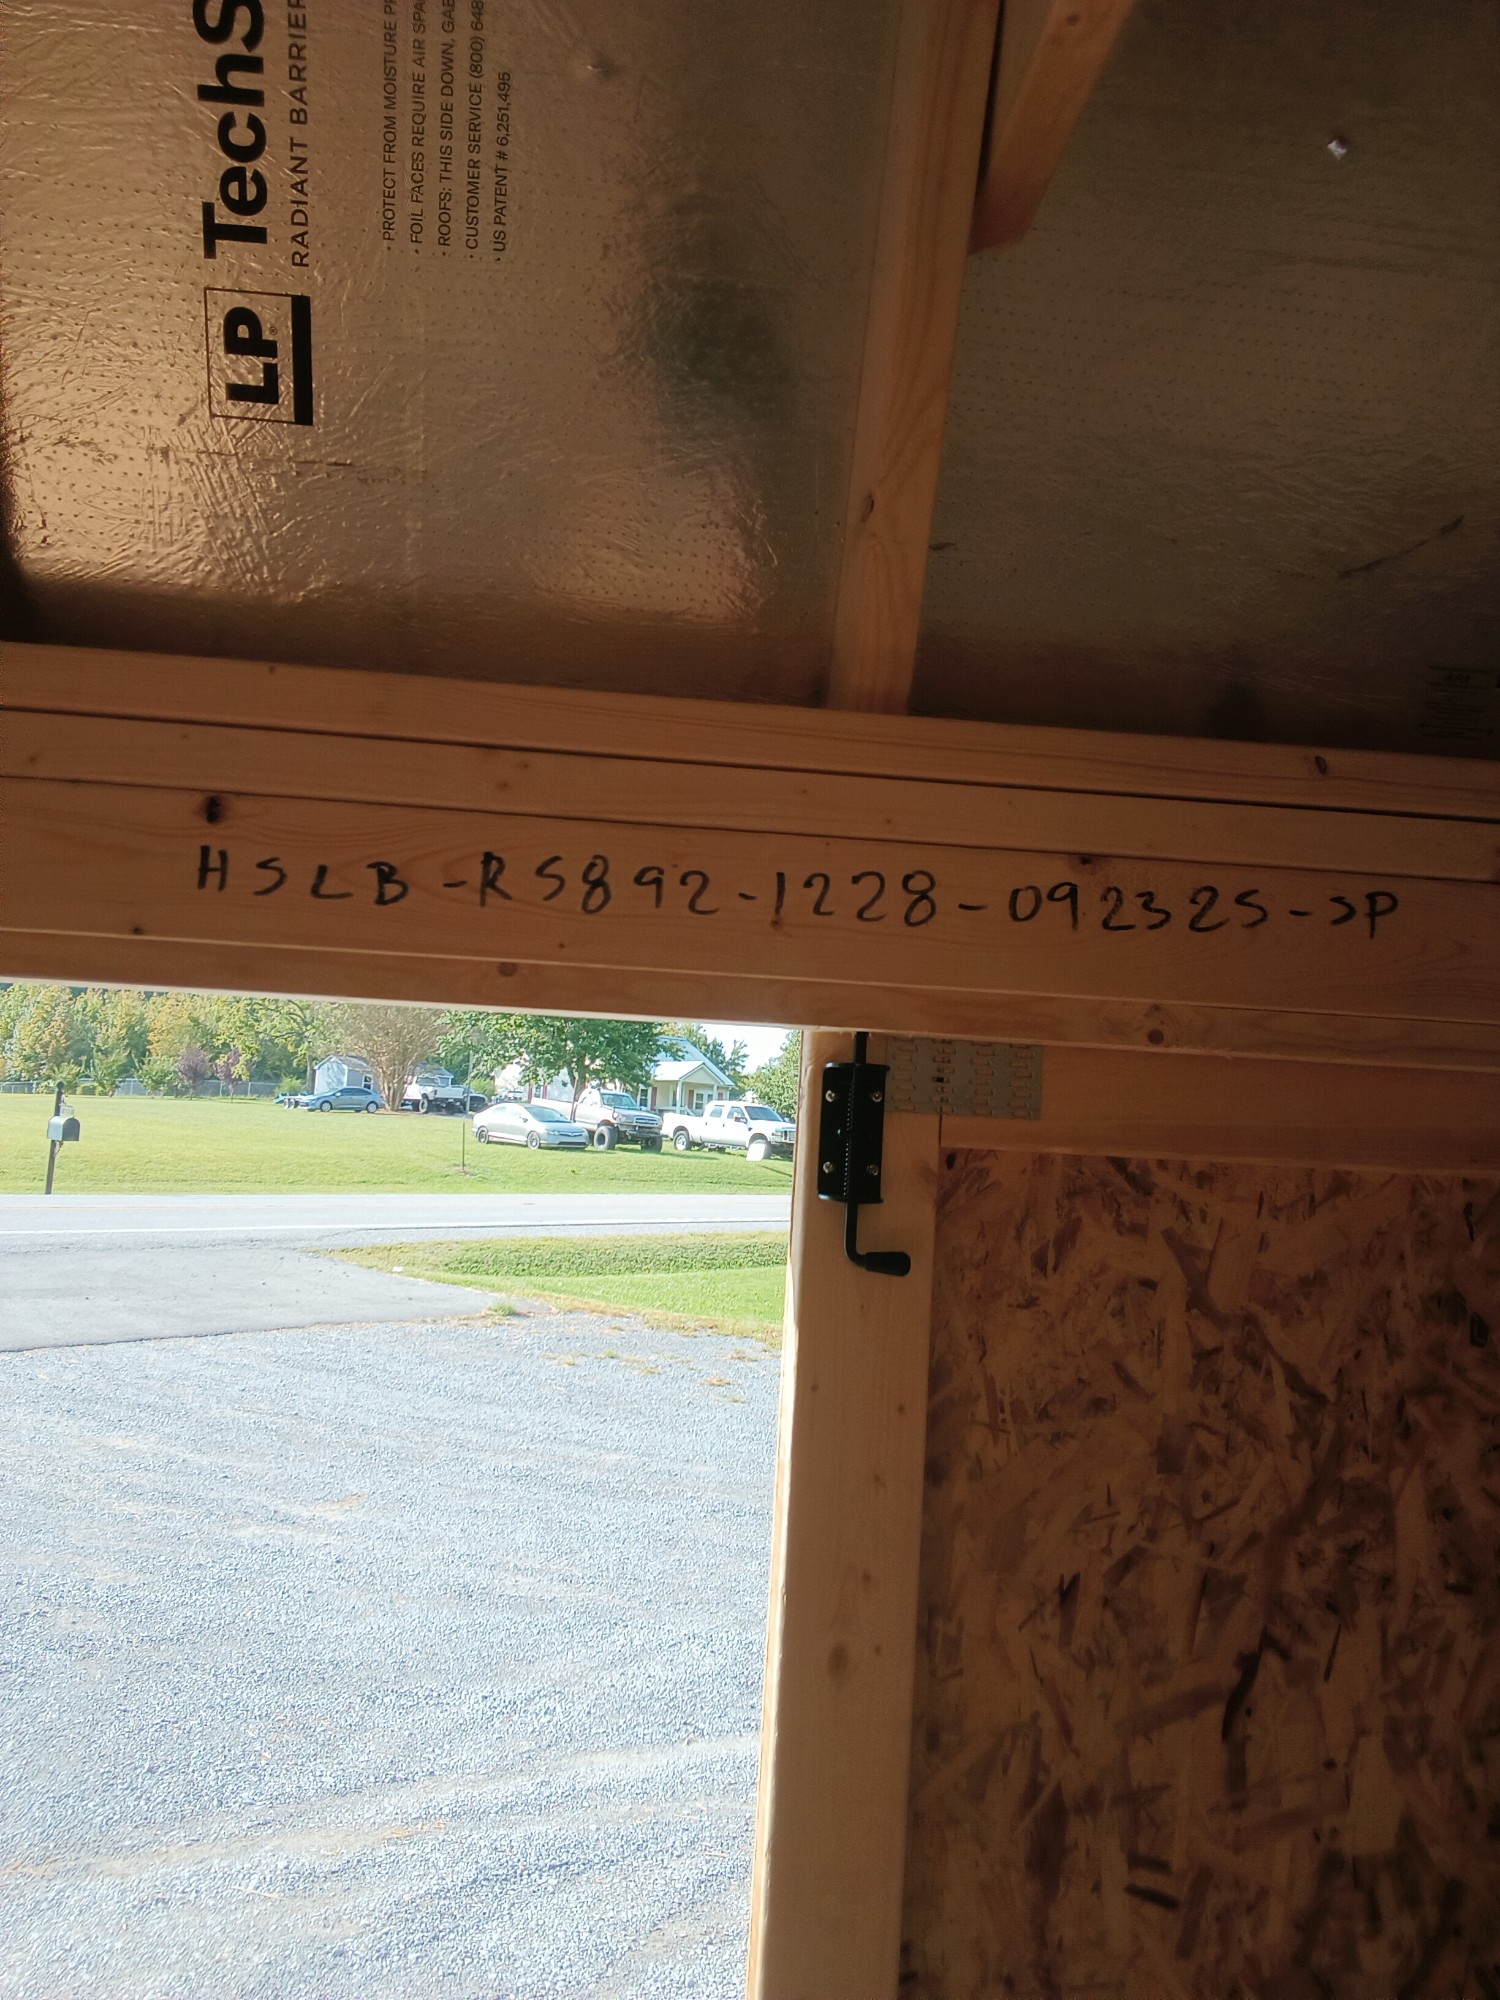 LP TechS
RADIANT BARRIER
· PROTECT FROM MOISTURE
· FOIL FACES REQUIRE AIR
· ROOFS: THIS SIDE DOWN,
· CUSTOMER SERVICE (800) 648
· US PATENT # 6,251,495
HSLB-RS892-1228-092325-SP